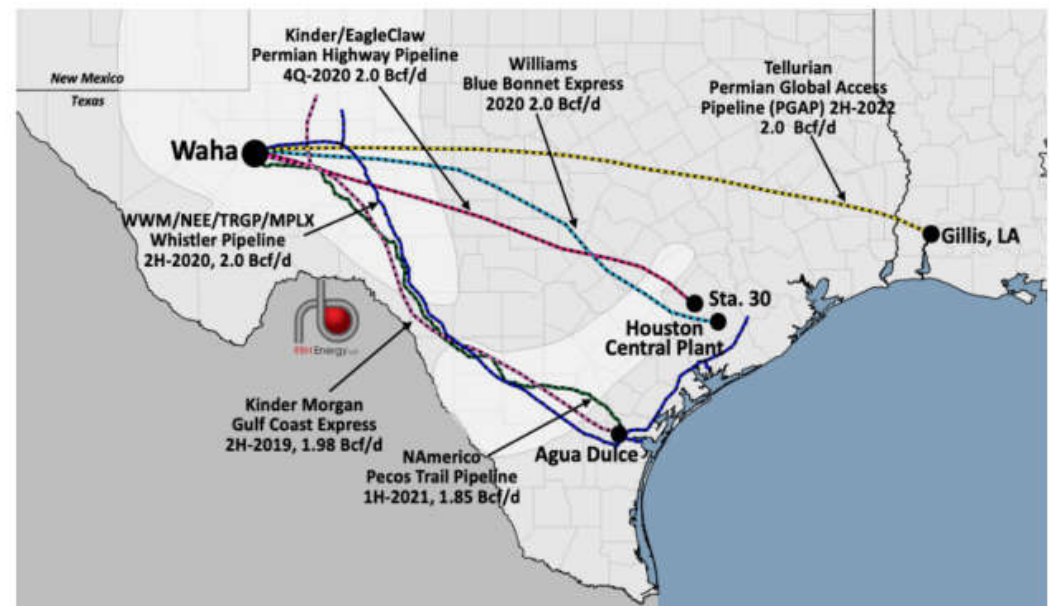 Kinder/EagleClaw
Permian Highway Pipeline
4Q-2020 2.0 Bcf/d
Williams
Blue Bonnet Express
2020 2.0 Bcf/d
Tellurian
Permian Global Access
Pipeline (PGAP) 2H-2022
2.0 Bcf/d
New Mexico
Texas
Waha
WWM/NEE/TRGP/MPLX
Whistler Pipeline
2H-2020, 2.0 Bcf/d
Gillis, LA
Sta. 30
Houston
Central Plant
RBN Energy LLC
Kinder Morgan
Gulf Coast Express
2H-2019, 1.98 Bcf/d
NAmerico
Pecos Trail Pipeline
1H-2021, 1.85 Bcf/d
Agua Dulce